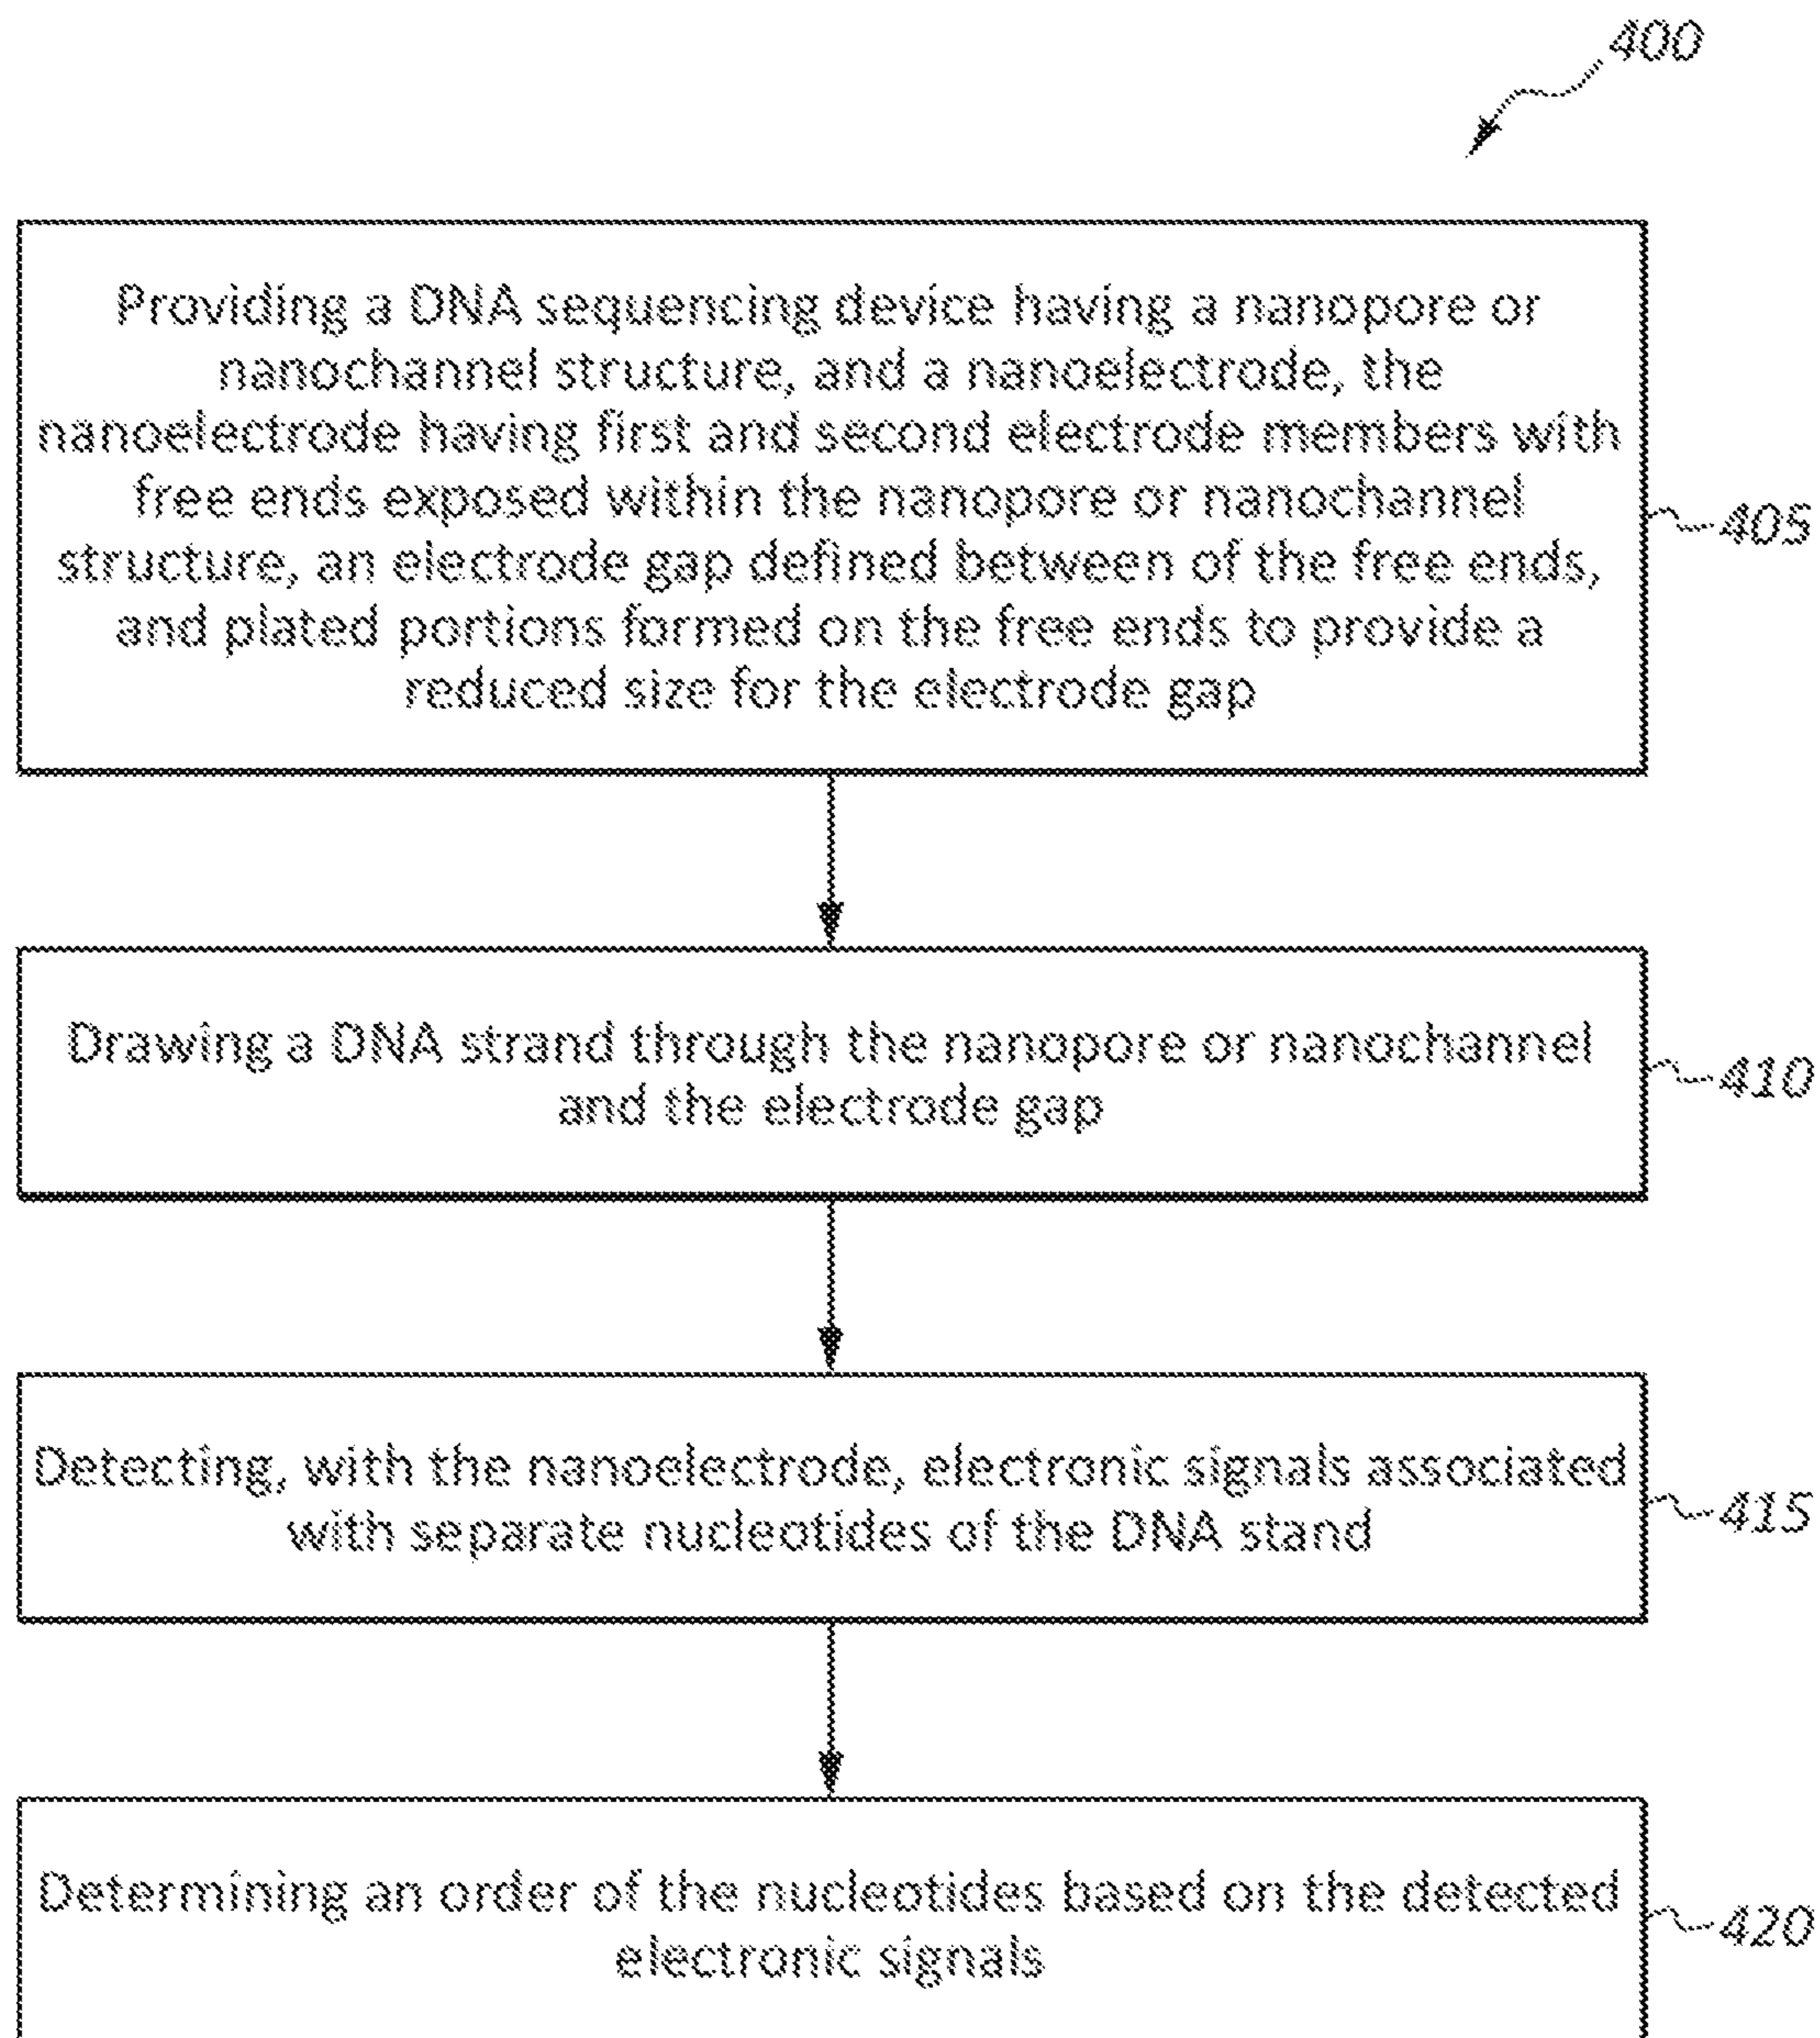 400
Providing a DNA sequencing device having a nanopore or
nanochannel structure, and a nanoelectrode, the
nanoelectrode having first and second electrode members with
free ends exposed within the nanopore or nanochannel
structure, an electrode gap defined between of the free ends,
and plated portions formed on the free ends to provide a
reduced size for the electrode gap
405
Drawing a DNA strand through the nanopore or nanochannel
and the electrode gap
410
Detecting, with the nanoelectrode, electronic signals associated
with separate nucleotides of the DNA stand
415
Determining an order of the nucleotides based on the detected
electronic signals
420